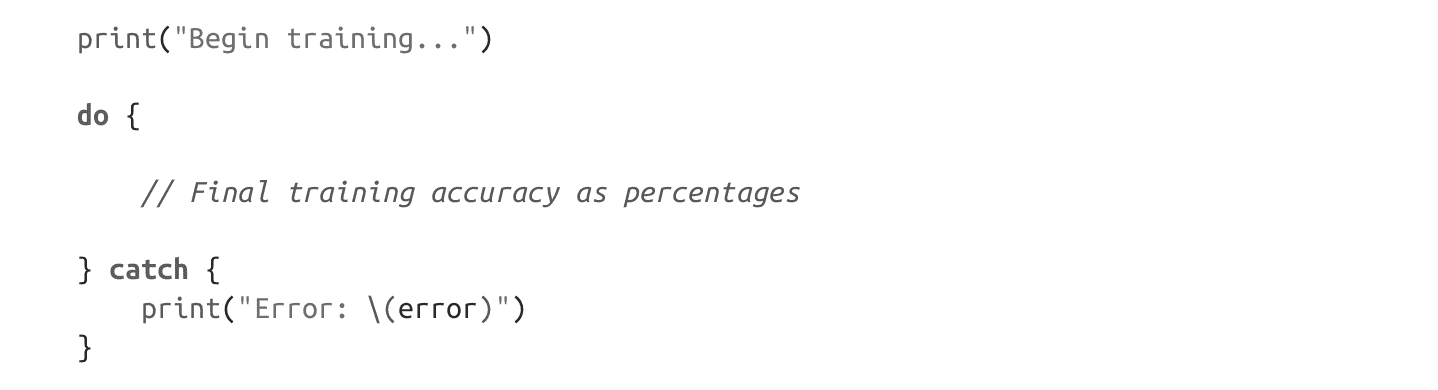 print("Begin training...")
do {
    // Final training accuracy as percentages
} catch {
    print("Error: \(error)")
}